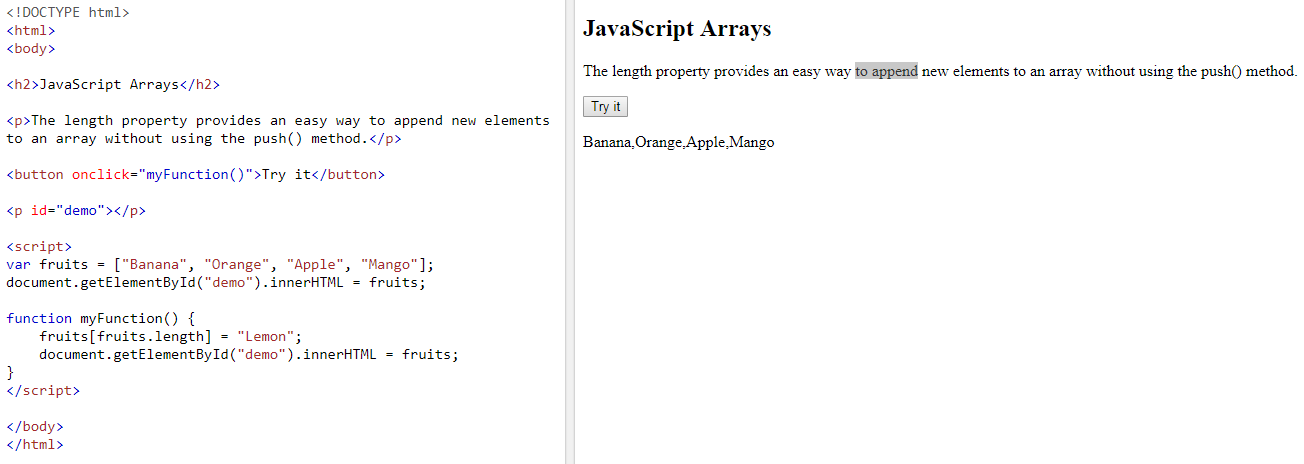 <!DOCTYPE html>
<html>
<body>
<h2>JavaScript Arrays</h2>
<p>The length property provides an easy way to append new elements
to an array without using the push() method.</p>
<button onclick="myFunction()">Try it</button>
<p id="demo"></p>
<script>
var fruits = ["Banana", "Orange", "Apple", "Mango"];
document.getElementById("demo").innerHTML = fruits;
function myFunction() {
    fruits[fruits.length] = "Lemon";
    document.getElementById("demo").innerHTML = fruits;
}
</script>
</body>
</html>
JavaScript Arrays
The length property provides an easy way to append new elements to an array without using the push() method.
Try it
Banana,Orange,Apple,Mango